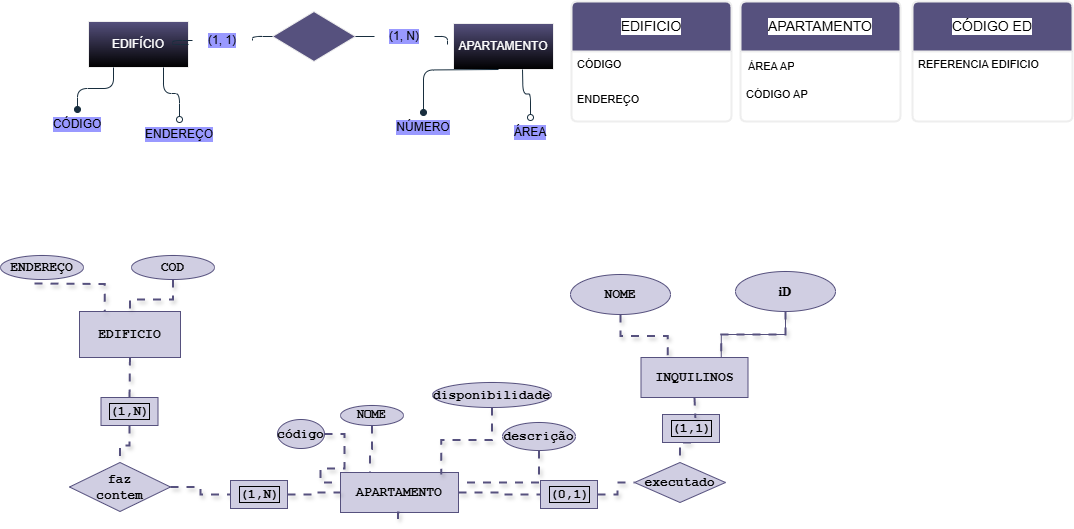 EDIFÍCIO
(1, 1)
(1, N)
APARTAMENTO
CÓDIGO
ENDEREÇO
NÚMERO
ÁREA
EDIFICIO
CÓDIGO
ENDEREÇO
APARTAMENTO
ÁREA AP
CÓDIGO AP
CÓDIGO ED
REFERENCIA EDIFICIO
ENDEREÇO
COD
EDIFICIO
(1,N)
faz
contem
(1,N)
código
NOME
disponibilidade
descrição
APARTAMENTO
(0,1)
NOME
iD
INQUILINOS
(1,1)
executado